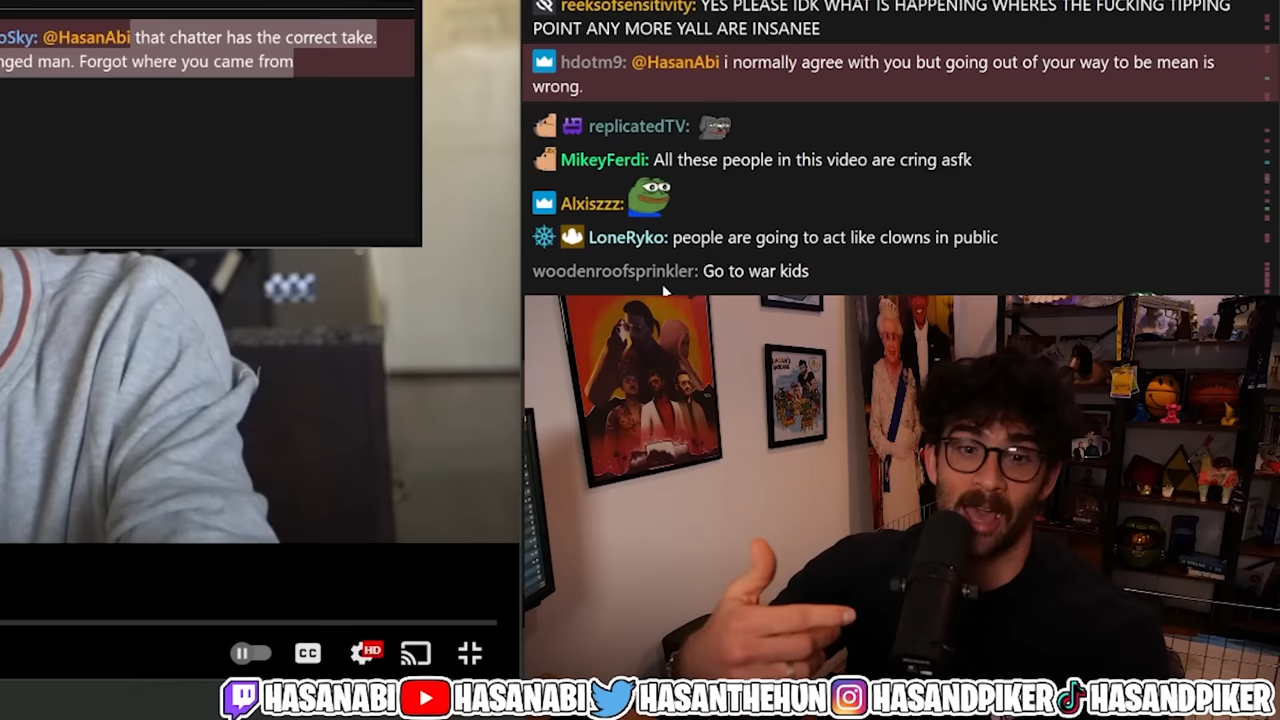 oSky: @HasanAbi that chatter has the correct take.
nged man. Forgot where you came from
reeksofsensitivity: YES PLEASE IDK WHAT IS HAPPENING WHERES THE FUCKING TIPPING
POINT ANY MORE YALL ARE INSANEE
hdotm9: @HasanAbi i normally agree with you but going out of your way to be mean is
wrong.
replicatedTV:
MikeyFerdi: All these people in this video are cring asfk
Alxiszzz:
LoneRyko: people are going to act like clowns in public
woodenroofsprinkler: Go to war kids
CC
HD
HASANABI HASANABI HASANTHEHUN HASANDPIKER HASANDPIKER